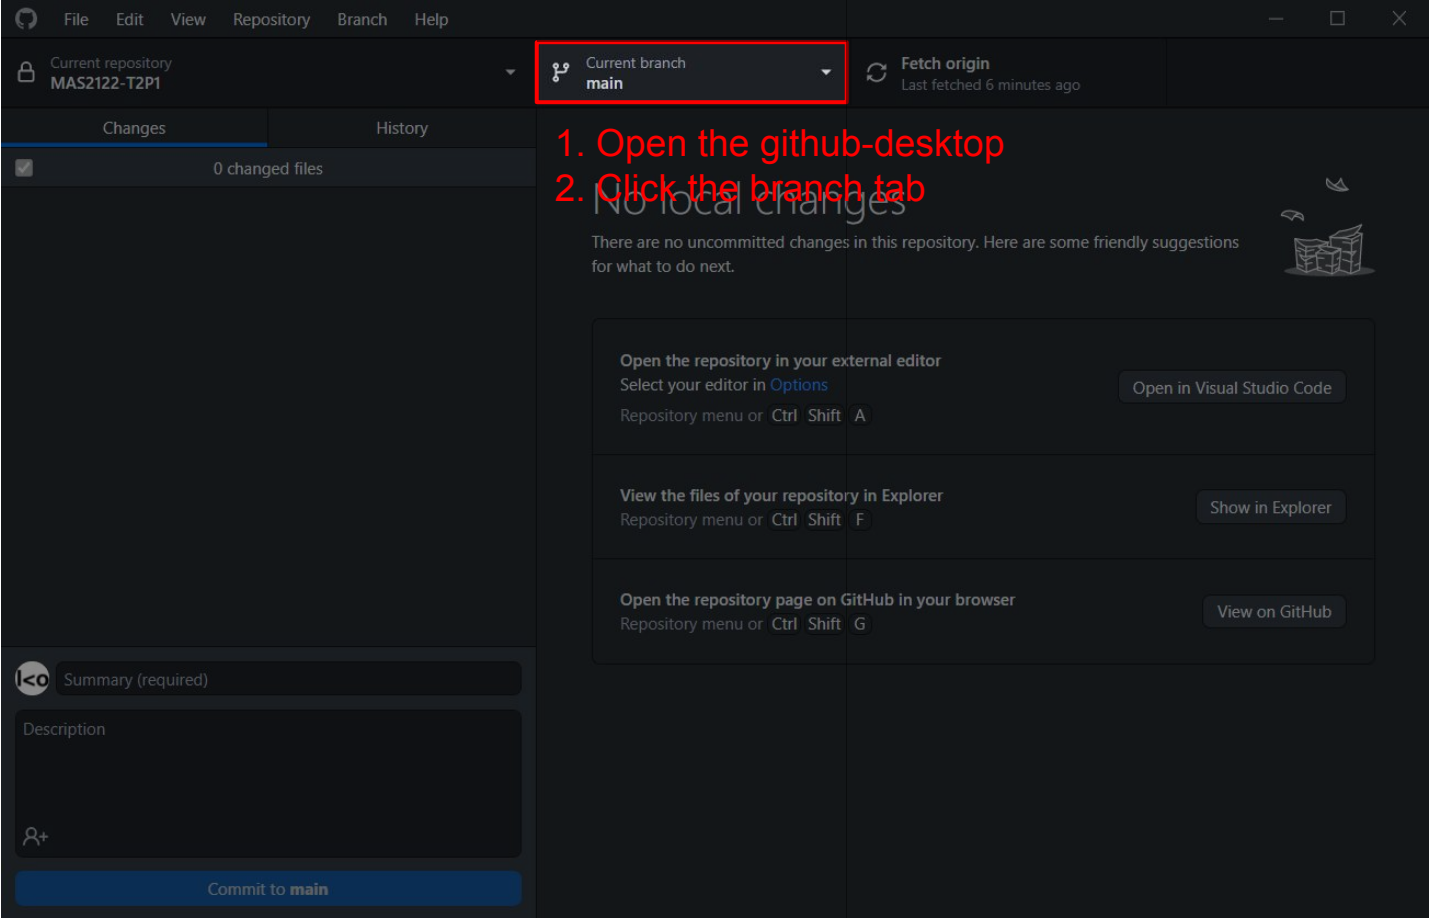 File Edit View Repository Branch Help
Current repository
MAS2122-T2P1
Current branch
main
Fetch origin
Last fetched 6 minutes ago
Changes
History
0 changed files
1. Open the github-desktop
2. Click the branch tab
No local changes
There are no uncommitted changes in this repository. Here are some friendly suggestions
for what to do next.
Open the repository in your external editor
Select your editor in Options
Repository menu or Ctrl Shift A
Open in Visual Studio Code
View the files of your repository in Explorer
Repository menu or Ctrl Shift F
Show in Explorer
Open the repository page on GitHub in your browser
Repository menu or Ctrl Shift G
View on GitHub
Summary (required)
Description
Commit to main